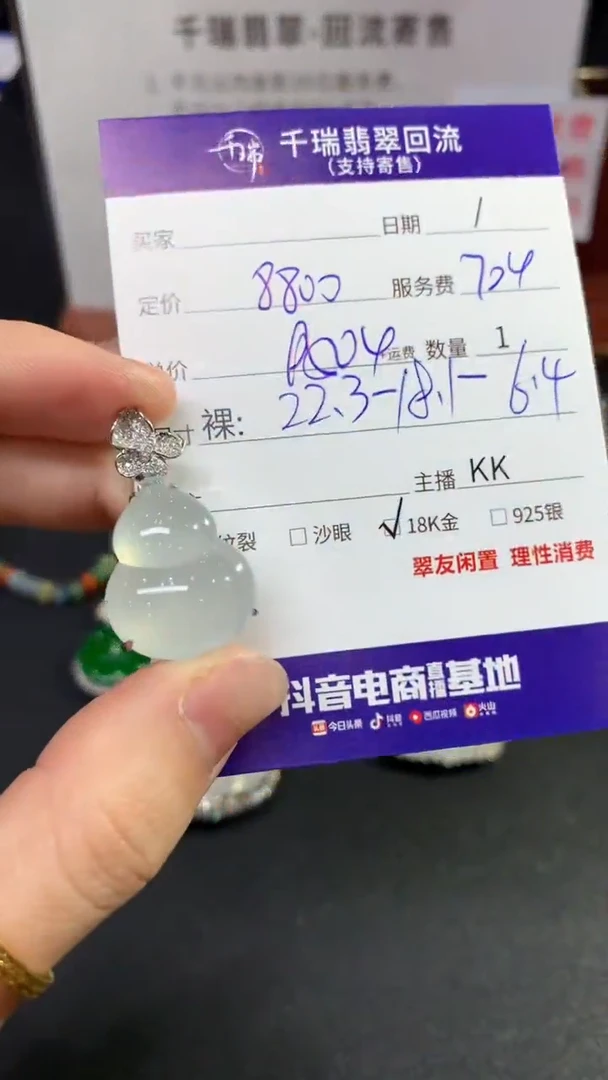 千瑞翡翠·回流寄售
千瑞
千瑞翡翠回流
(支持寄售)
买家 日期 /
定价 8800 服务费 704
价 +运费 数量 1
寸 裸: 22.3-18.1-6.4
主播 KK
纹裂 沙眼 ✓ 18K金 925银
翠友闲置 理性消费
抖音电商直播基地
头条 今日头条 抖音 西瓜视频 火山